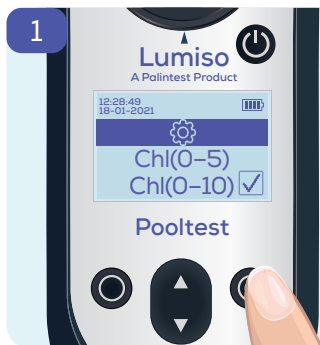 1
Lumiso
A Palintest Product
12:28:49
18-01-2021
Chl(0–5)
Chl(0–10)
Pooltest